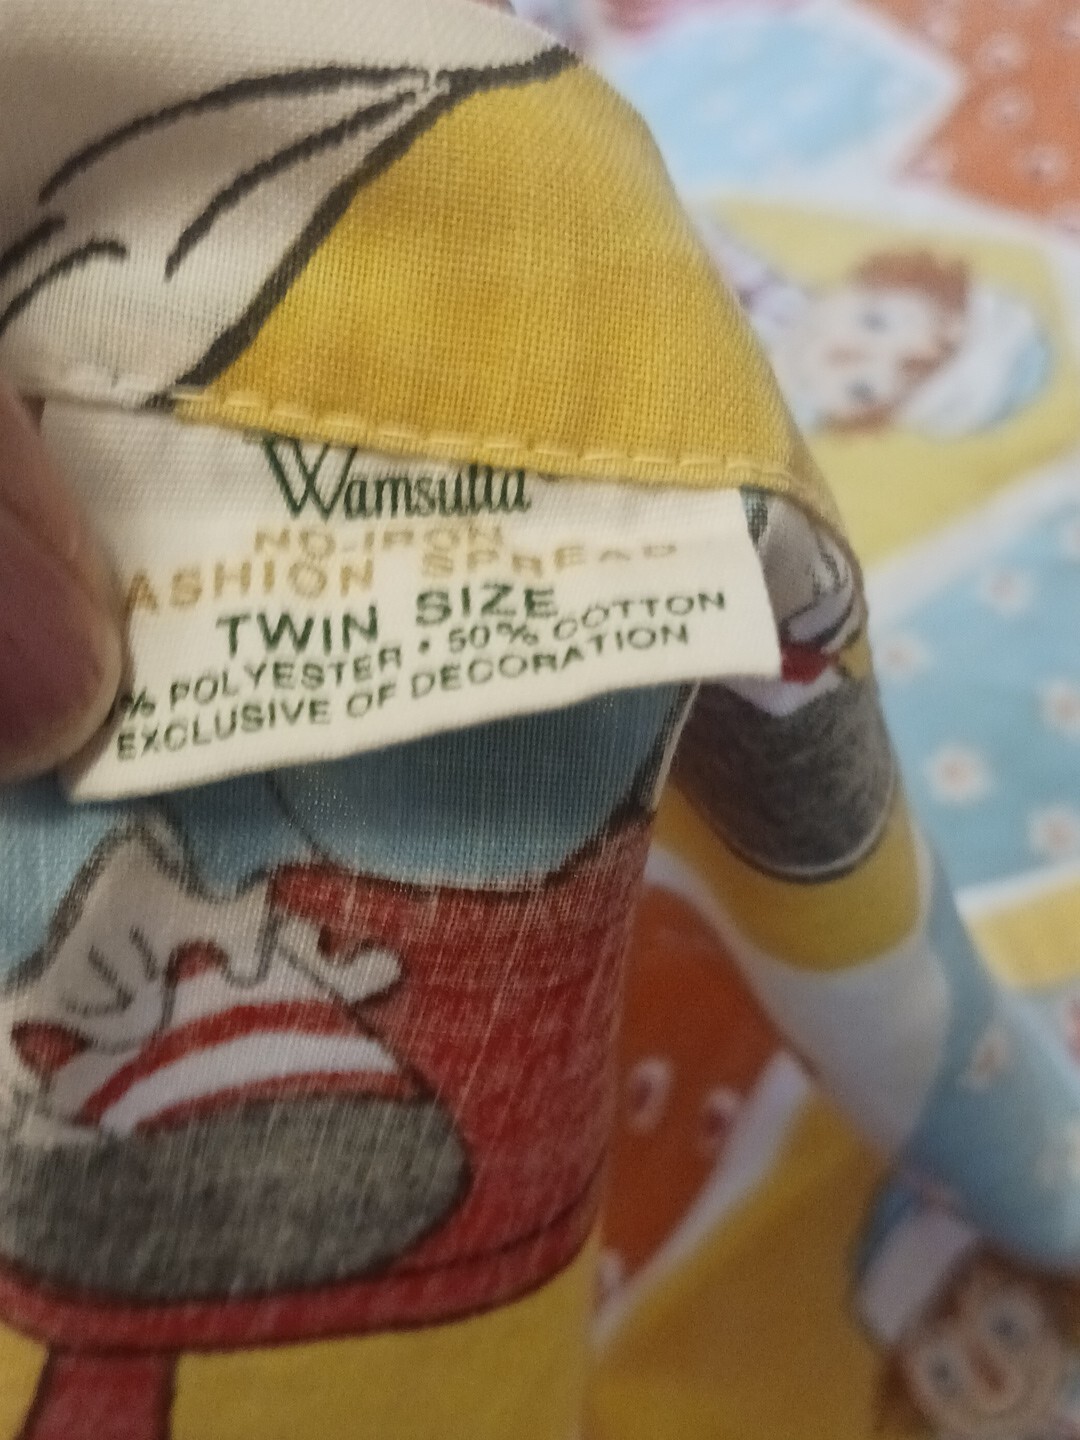 Wamsutta
NO-IRON
ASHION SPREAD
TWIN SIZE
% POLYESTER • 50% COTTON
EXCLUSIVE OF DECORATION